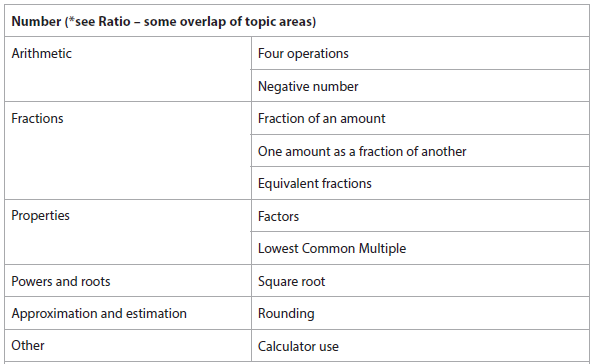 Number (*see Ratio – some overlap of topic areas)
Arithmetic Four operations
Negative number
Fractions Fraction of an amount
One amount as a fraction of another
Equivalent fractions
Properties Factors
Lowest Common Multiple
Powers and roots Square root
Approximation and estimation Rounding
Other Calculator use